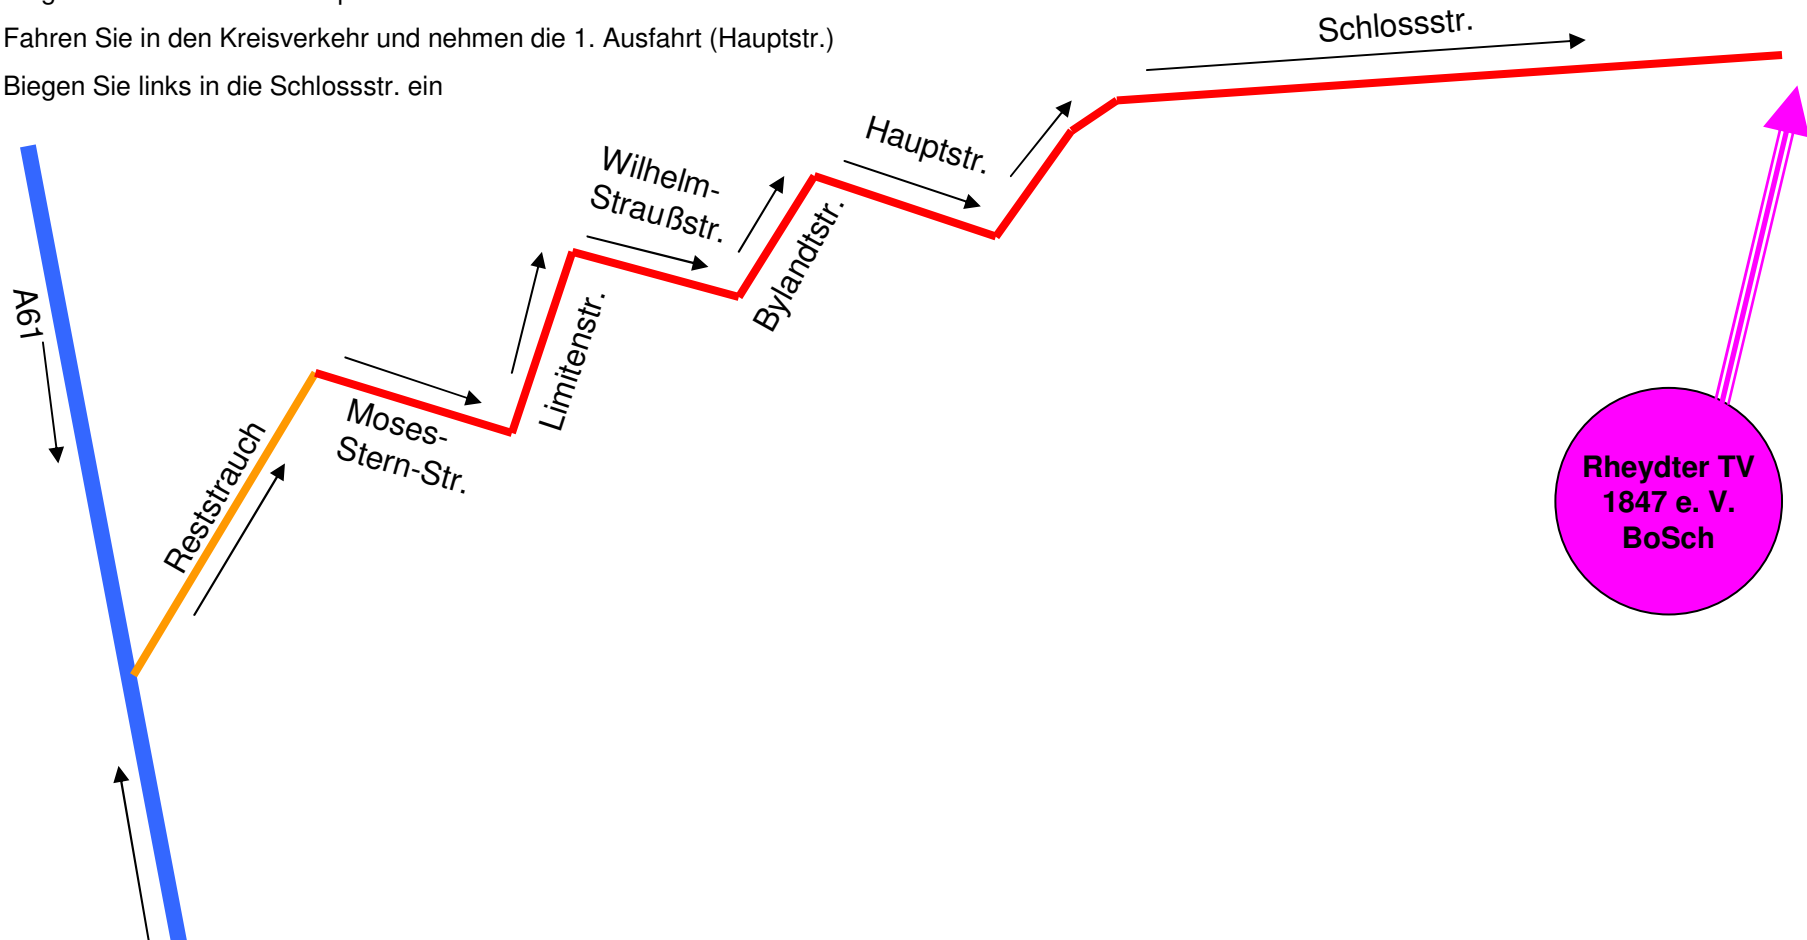 Fahren Sie in den Kreisverkehr und nehmen die 1. Ausfahrt (Hauptstr.)
Biegen Sie links in die Schlossstr. ein
Schlossstr.
Hauptstr.
Wilhelm-
Straußstr.
Bylandtstr.
A61
Limitenstr.
Moses-
Stern-Str.
Reststrauch
Rheydter TV
1847 e. V.
BoSch